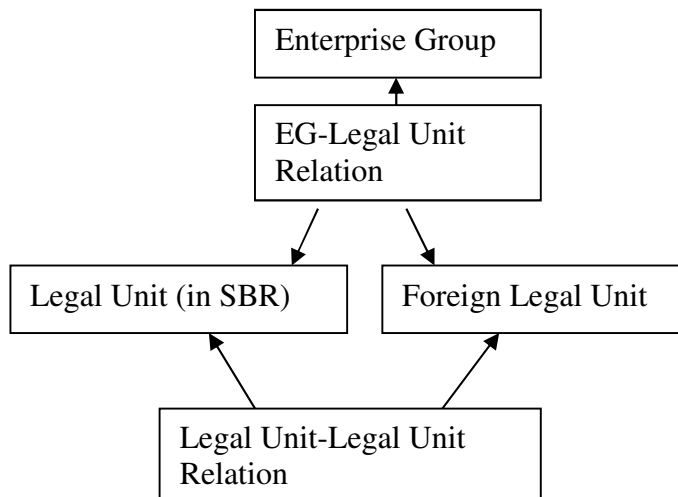 Enterprise Group
EG-Legal Unit
Relation
Legal Unit (in SBR)
Foreign Legal Unit
Legal Unit-Legal Unit
Relation